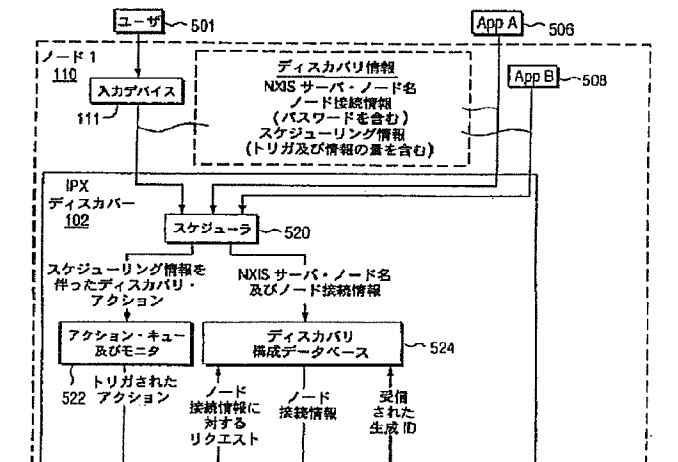 ユーザ
501
App A
506
ノード1
110
入力デバイス
111
ディスカバリ情報
NXIS サーバ・ノード名
ノード接続情報
(パスワードを含む)
スケジューリング情報
(トリガ及び情報の量を含む)
App B
508
IPX
ディスカバー
102
スケジューラ
520
スケジューリング情報を
伴ったディスカバリ・
アクション
NXIS サーバ・ノード名
及びノード接続情報
アクション・キュー
及びモニタ
522
ディスカバリ
構成データベース
524
トリガされた
アクション
ノード
接続情報に
対する
リクエスト
ノード
接続情報
受信
された
生成ID